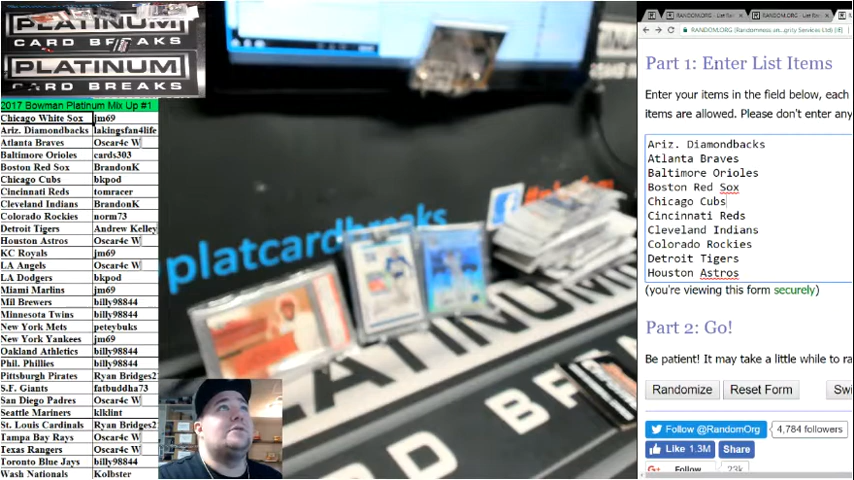 PLATINUM
CARD BREAKS
PLATINUM
CARD BREAKS
2017 Bowman Platinum Mix Up #1
Chicago White Sox jm69
Ariz. Diamondbacks lakingsfan4life
Atlanta Braves Oscar4c W
Baltimore Orioles cards303
Boston Red Sox BrandonK
Chicago Cubs bkpod
Cincinnati Reds tomracer
Cleveland Indians BrandonK
Colorado Rockies norm73
Detroit Tigers Andrew Kelley
Houston Astros Oscar4c W
KC Royals jm69
LA Angels Oscar4c W
LA Dodgers bkpod
Miami Marlins jm69
Mil Brewers billy98844
Minnesota Twins billy98844
New York Mets peteybuks
New York Yankees jm69
Oakland Athletics billy98844
Phil. Phillies billy98844
Pittsburgh Pirates Ryan Bridges2
S.F. Giants fatbuddha73
San Diego Padres Oscar4c W
Seattle Mariners klklint
St. Louis Cardinals Ryan Bridges2
Tampa Bay Rays Oscar4c W
Texas Rangers Oscar4c W
Toronto Blue Jays billy98844
Wash Nationals Kolbster
platcardbreaks
PLATINUM
RD BR
Part 1: Enter List Items
Enter your items in the field below, each
items are allowed. Please don't enter any
Ariz. Diamondbacks
Atlanta Braves
Baltimore Orioles
Boston Red Sox
Chicago Cubs
Cincinnati Reds
Cleveland Indians
Colorado Rockies
Detroit Tigers
Houston Astros
(you're viewing this form securely)
Part 2: Go!
Be patient! It may take a little while to ra
Randomize Reset Form Swi
Follow @RandomOrg 4,784 followers
Like 1.3M Share
G+ Follow 23k